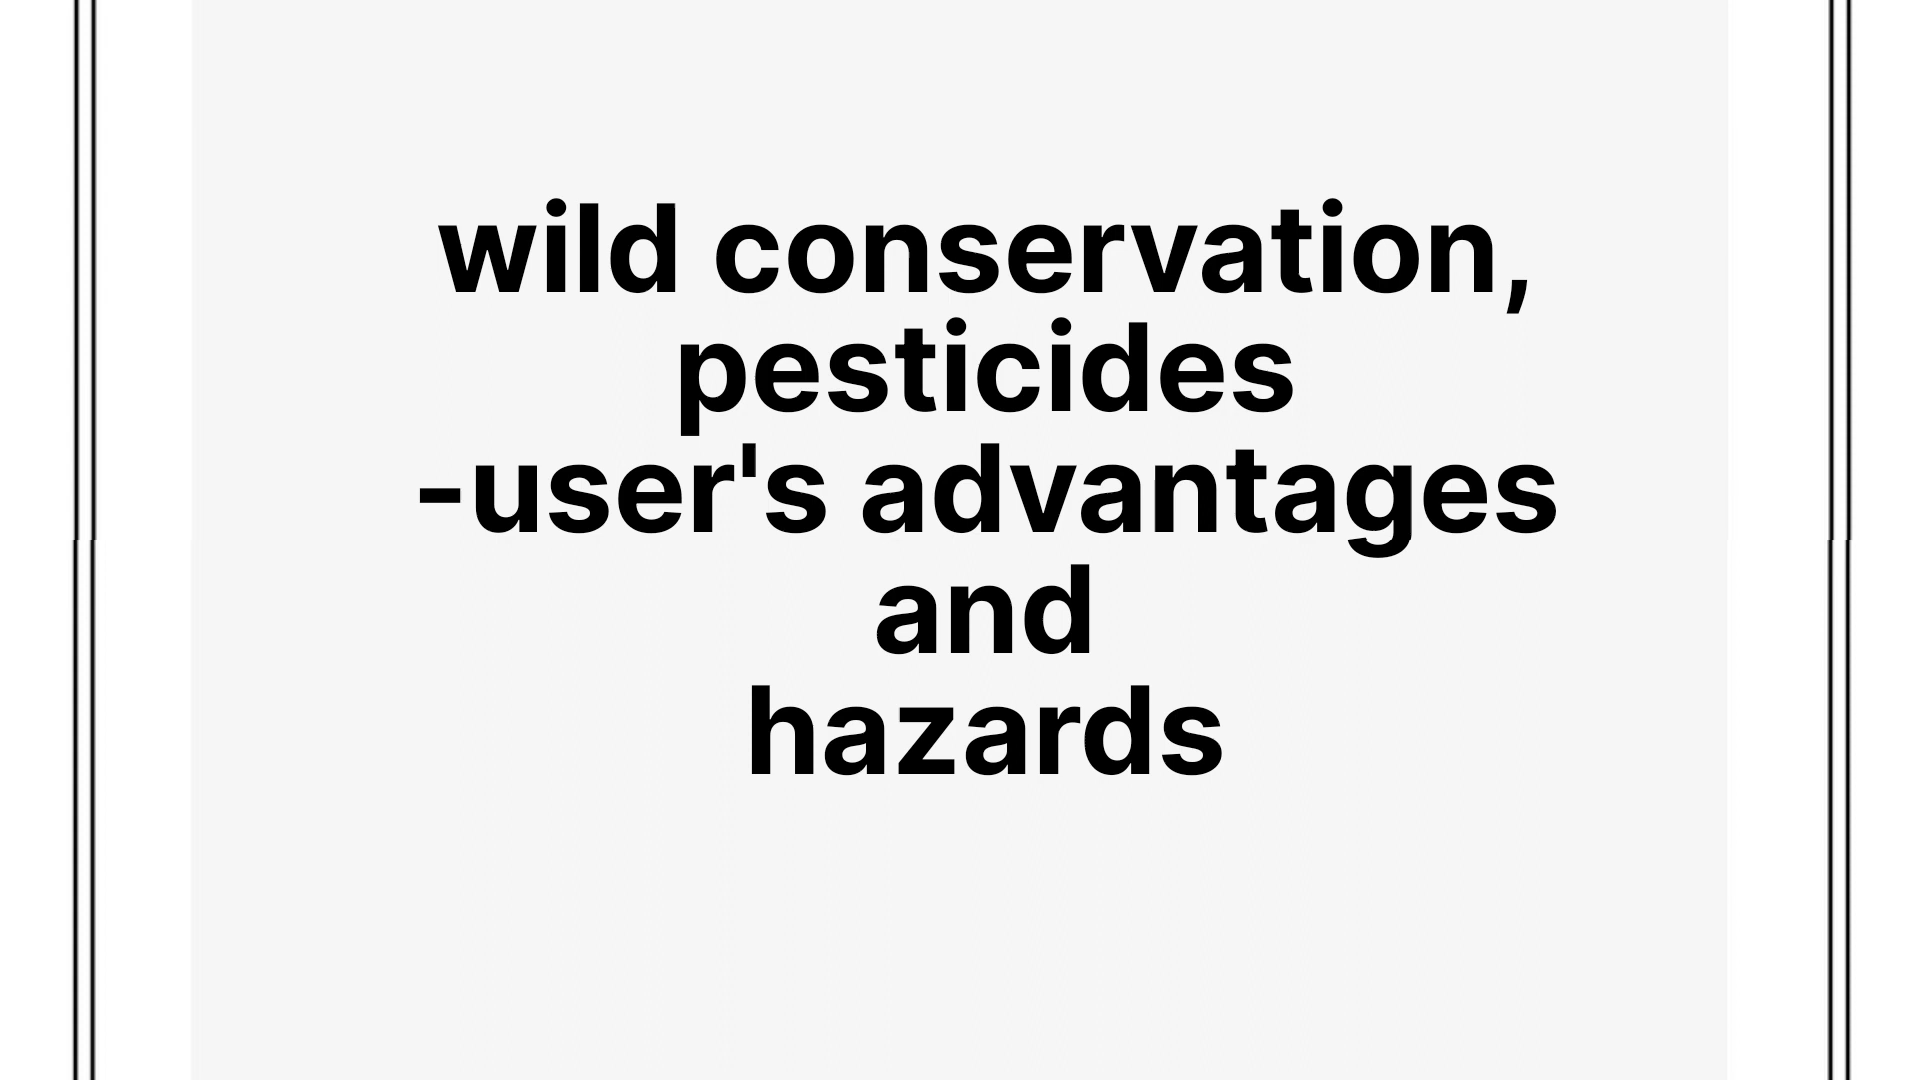 wild conservation,
pesticides
-user's advantages
and
hazards